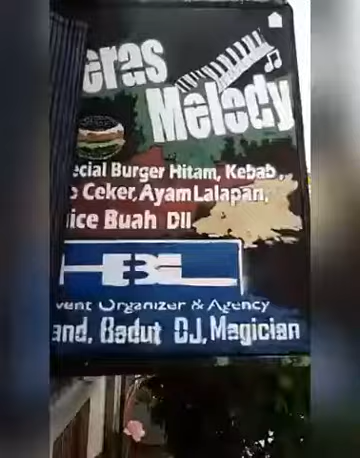 eras
Melody
ecial Burger Hitam, Kebab,
Ceker, Ayam Lalapan,
ice Buah Dll
HBL
vent Organizer & Agency
and, Badut DJ, Magician